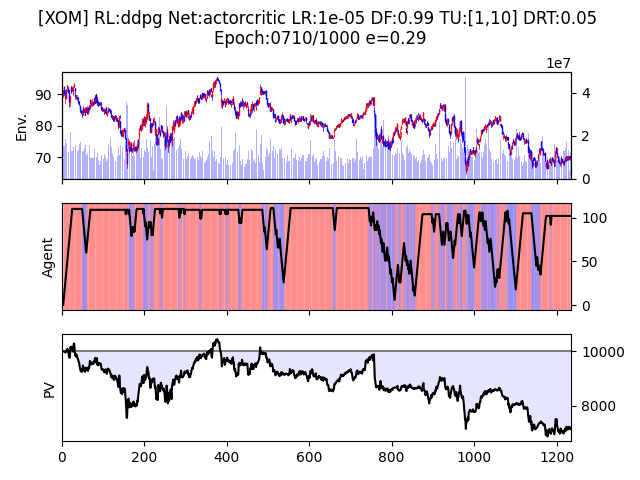 [XOM] RL:ddpg Net:actorcritic LR:1e-05 DF:0.99 TU:[1,10] DRT:0.05
Epoch:0710/1000 e=0.29
1e7
Env.
90
80
70
4
2
0
Agent
100
50
0
PV
10000
8000
0 200 400 600 800 1000 1200